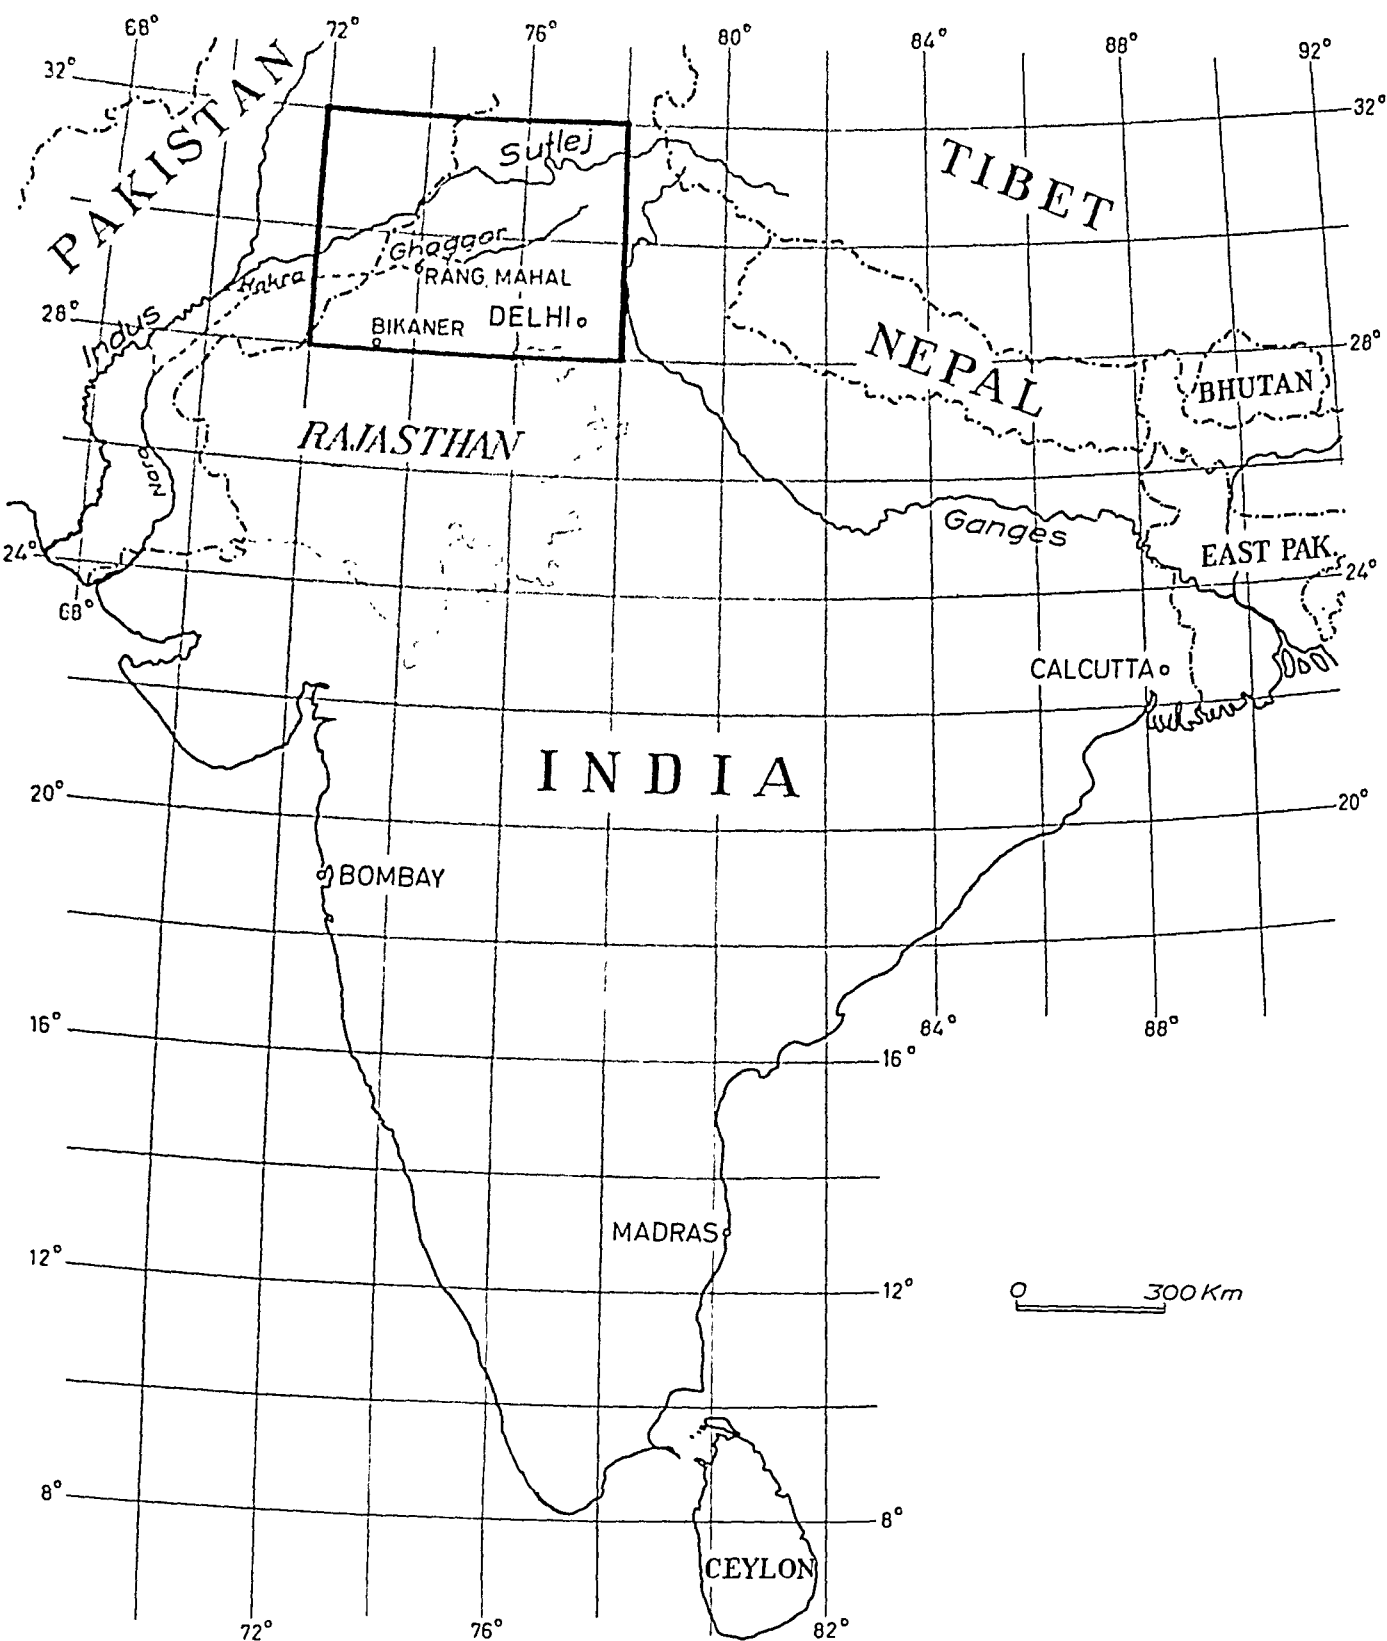 68°
72°
76°
80°
84°
88°
92°
32°
32°
PAKISTAN
Sutlej
TIBET
Ghaggar
Hakra
RANG MAHAL
28°
Indus
BIKANER
DELHI
NEPAL
28°
BHUTAN
RAJASTHAN
Nara
Ganges
24°
EAST PAK.
24°
68°
CALCUTTA
INDIA
20°
20°
BOMBAY
16°
84°
88°
16°
MADRAS
12°
12°
0 300 Km
8°
8°
CEYLON
72°
76°
82°